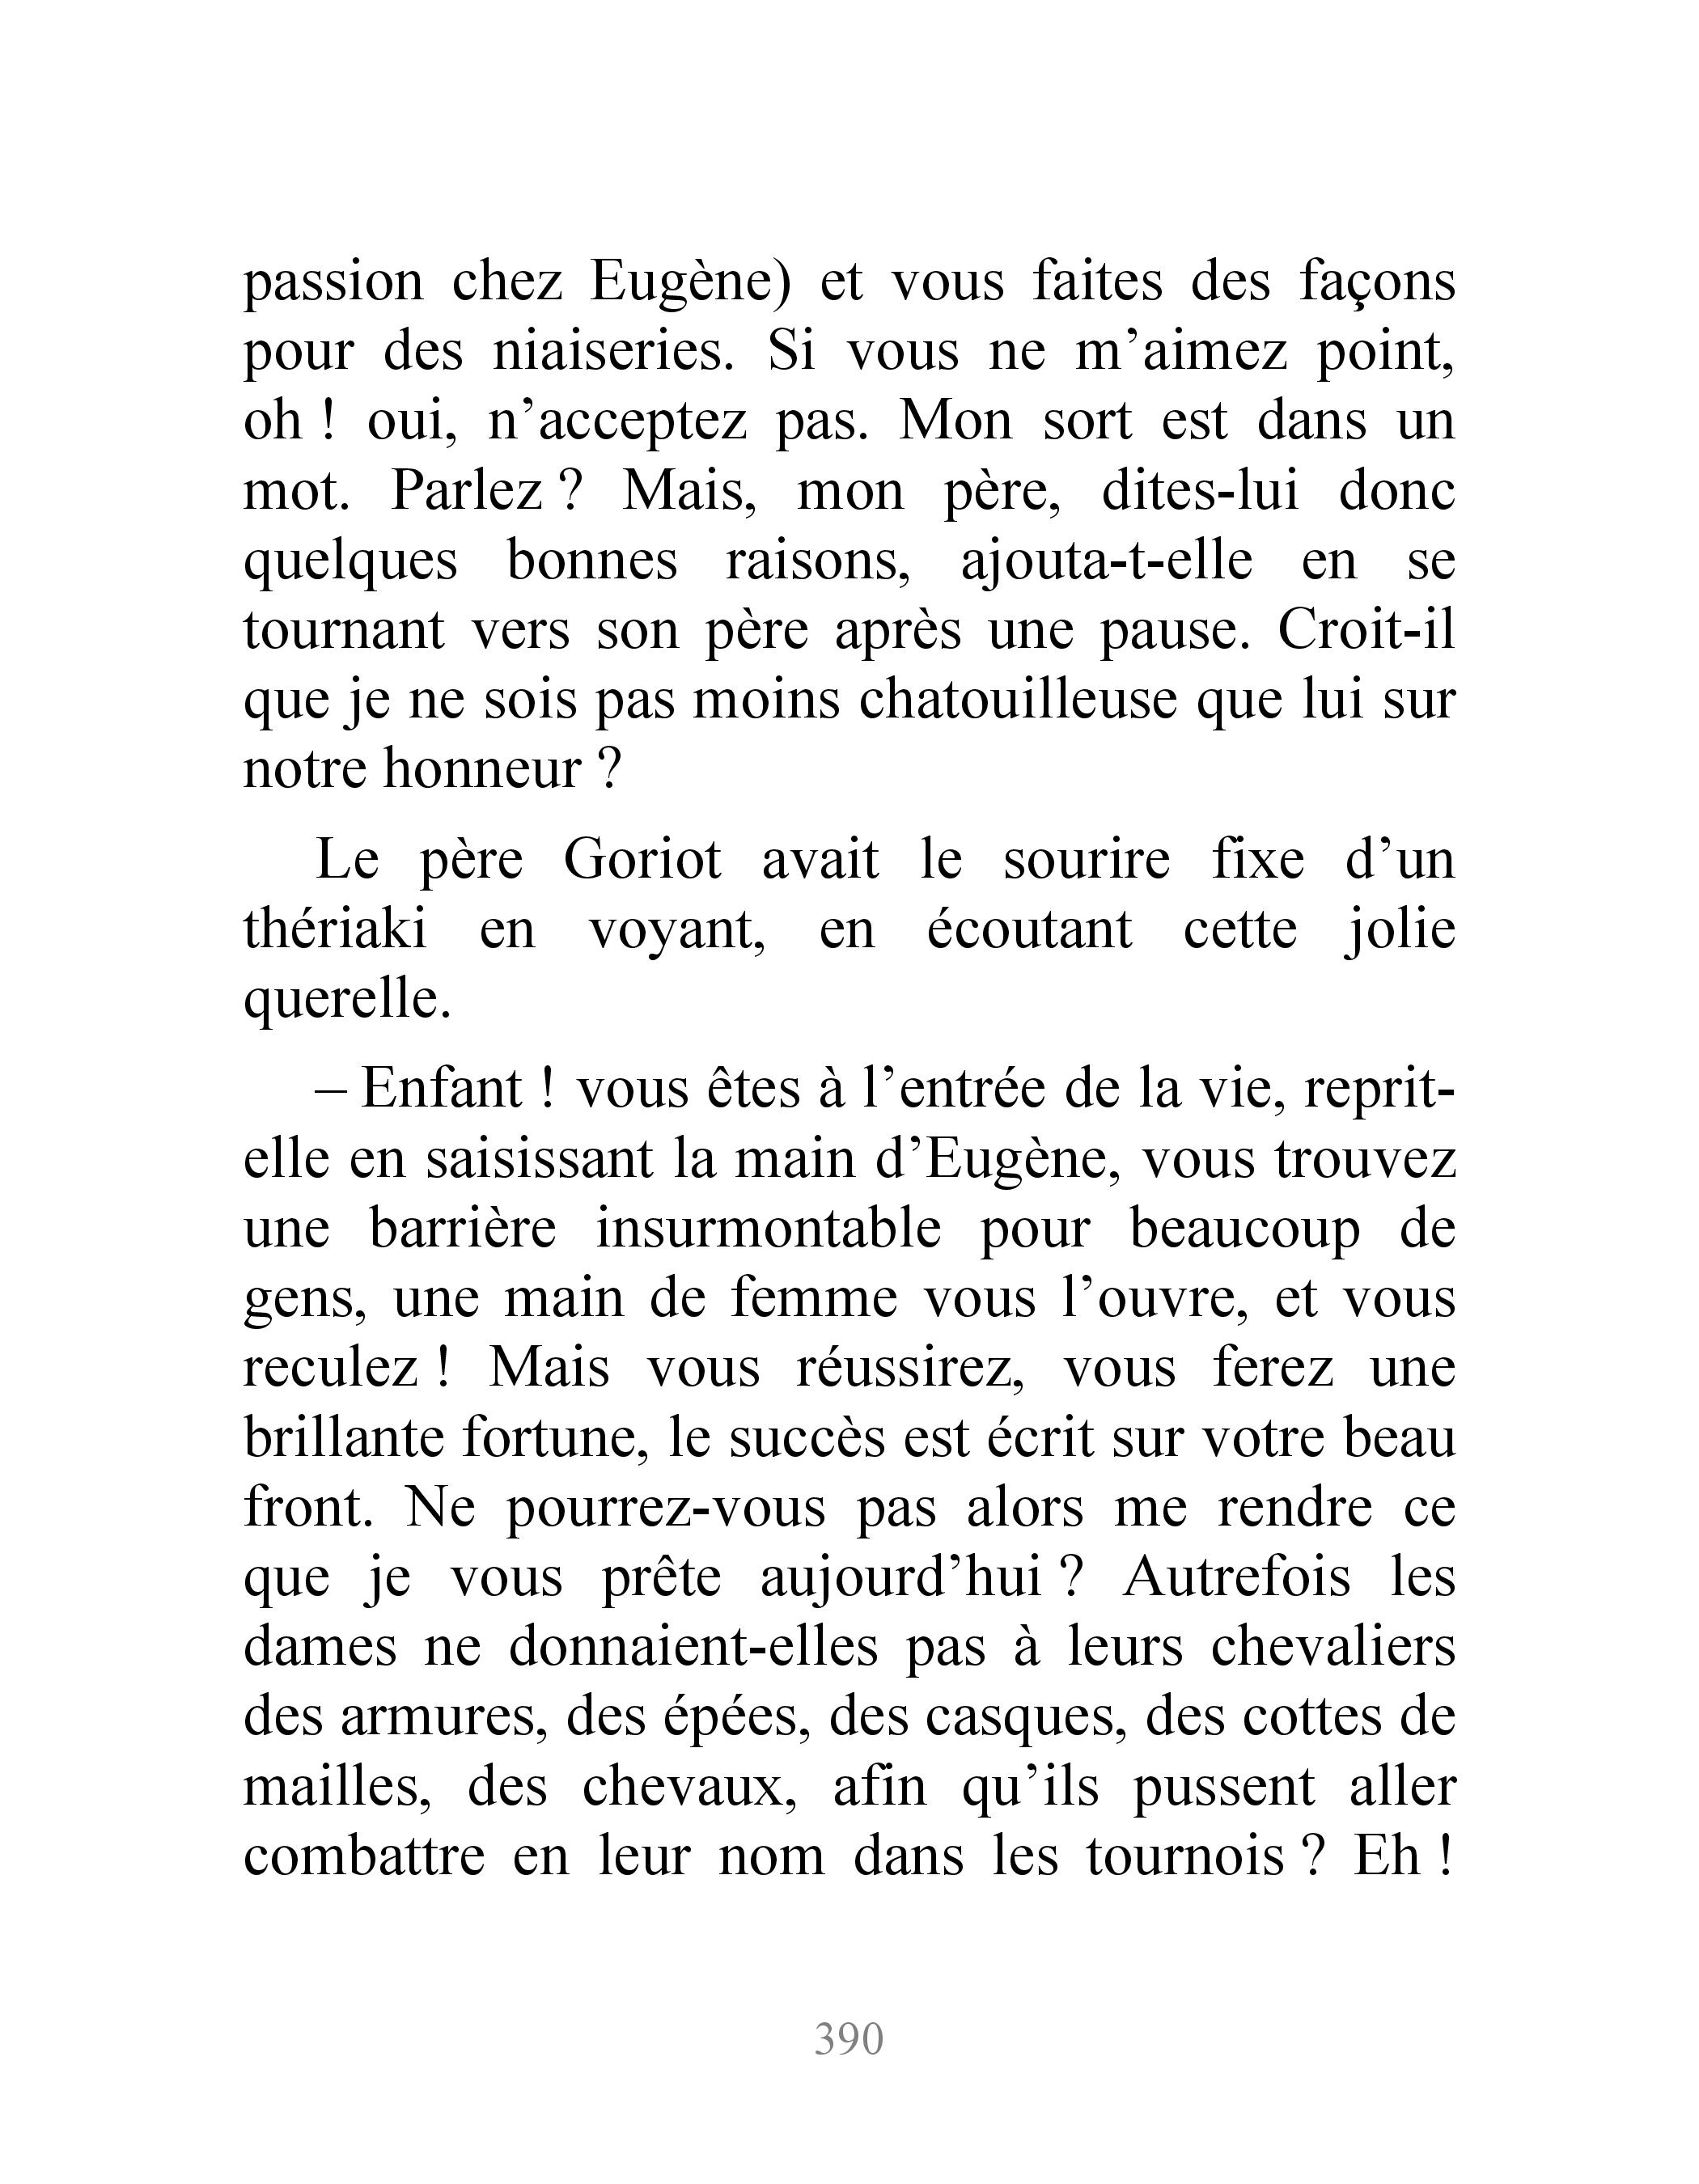 passion chez Eugène) et vous faites des façons
pour des niaiseries. Si vous ne m’aimez point,
oh ! oui, n’acceptez pas. Mon sort est dans un
mot. Parlez ? Mais, mon père, dites-lui donc
quelques bonnes raisons, ajouta-t-elle en se
tournant vers son père après une pause. Croit-il
que je ne sois pas moins chatouilleuse que lui sur
notre honneur ?
Le père Goriot avait le sourire fixe d’un
thériaki en voyant, en écoutant cette jolie
querelle.
– Enfant ! vous êtes à l’entrée de la vie, reprit-
elle en saisissant la main d’Eugène, vous trouvez
une barrière insurmontable pour beaucoup de
gens, une main de femme vous l’ouvre, et vous
reculez ! Mais vous réussirez, vous ferez une
brillante fortune, le succès est écrit sur votre beau
front. Ne pourrez-vous pas alors me rendre ce
que je vous prête aujourd’hui ? Autrefois les
dames ne donnaient-elles pas à leurs chevaliers
des armures, des épées, des casques, des cottes de
mailles, des chevaux, afin qu’ils pussent aller
combattre en leur nom dans les tournois ? Eh !
390